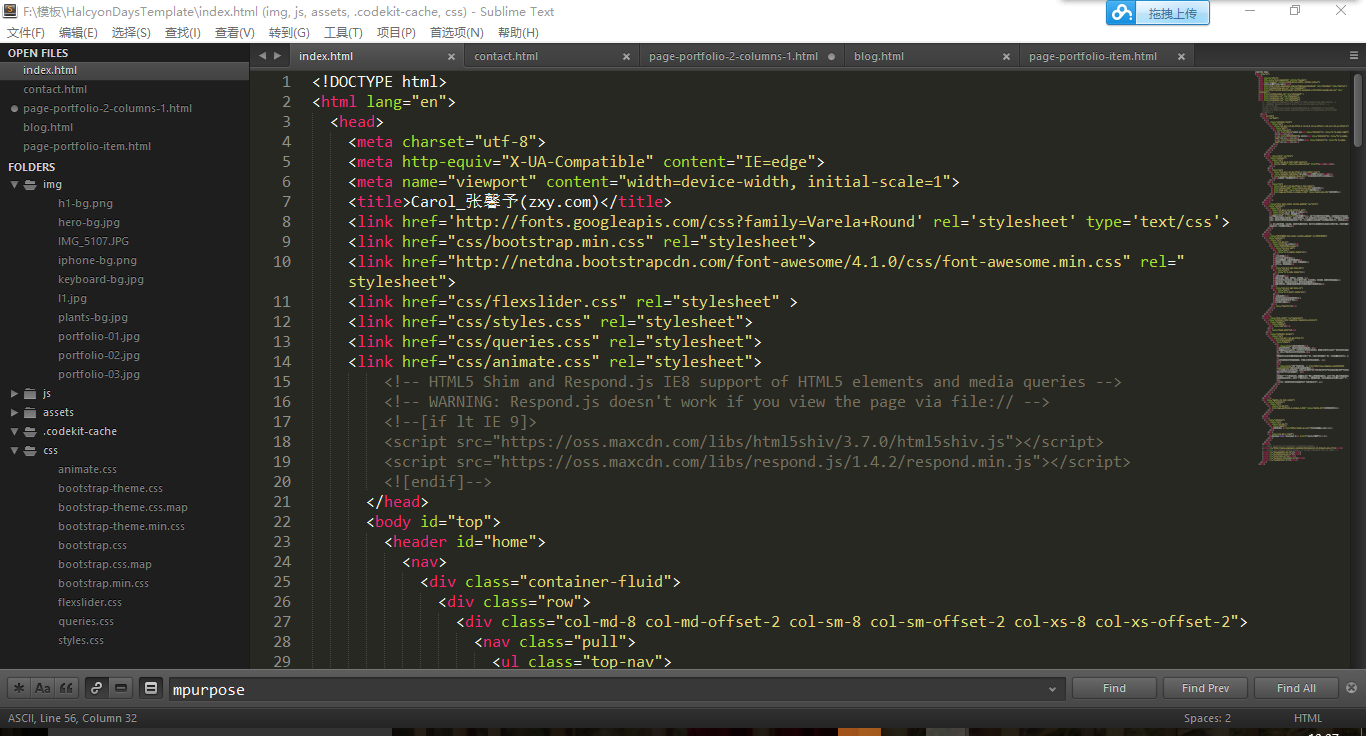 F:\模板\HalcyonDaysTemplate\index.html (img, js, assets, .codekit-cache, css) - Sublime Text
拖拽上传
文件(F) 编辑(E) 选择(S) 查找(I) 查看(V) 转到(G) 工具(T) 项目(P) 首选项(N) 帮助(H)
OPEN FILES
index.html
contact.html
page-portfolio-2-columns-1.html
blog.html
page-portfolio-item.html
FOLDERS
img
h1-bg.png
hero-bg.jpg
IMG_5107.JPG
iphone-bg.png
keyboard-bg.jpg
l1.jpg
plants-bg.jpg
portfolio-01.jpg
portfolio-02.jpg
portfolio-03.jpg
js
assets
.codekit-cache
css
animate.css
bootstrap-theme.css
bootstrap-theme.css.map
bootstrap-theme.min.css
bootstrap.css
bootstrap.css.map
bootstrap.min.css
flexslider.css
queries.css
styles.css
index.html × contact.html × page-portfolio-2-columns-1.html blog.html × page-portfolio-item.html ×
1 <!DOCTYPE html>
2 <html lang="en">
3 <head>
4 <meta charset="utf-8">
5 <meta http-equiv="X-UA-Compatible" content="IE=edge">
6 <meta name="viewport" content="width=device-width, initial-scale=1">
7 <title>Carol_张馨予(zxy.com)</title>
8 <link href='http://fonts.googleapis.com/css?family=Varela+Round' rel='stylesheet' type='text/css'>
9 <link href="css/bootstrap.min.css" rel="stylesheet">
10 <link href="http://netdna.bootstrapcdn.com/font-awesome/4.1.0/css/font-awesome.min.css" rel="
stylesheet">
11 <link href="css/flexslider.css" rel="stylesheet" >
12 <link href="css/styles.css" rel="stylesheet">
13 <link href="css/queries.css" rel="stylesheet">
14 <link href="css/animate.css" rel="stylesheet">
15 <!-- HTML5 Shim and Respond.js IE8 support of HTML5 elements and media queries -->
16 <!-- WARNING: Respond.js doesn't work if you view the page via file:// -->
17 <!--[if lt IE 9]>
18 <script src="https://oss.maxcdn.com/libs/html5shiv/3.7.0/html5shiv.js"></script>
19 <script src="https://oss.maxcdn.com/libs/respond.js/1.4.2/respond.min.js"></script>
20 <![endif]-->
21 </head>
22 <body id="top">
23 <header id="home">
24 <nav>
25 <div class="container-fluid">
26 <div class="row">
27 <div class="col-md-8 col-md-offset-2 col-sm-8 col-sm-offset-2 col-xs-8 col-xs-offset-2">
28 <nav class="pull">
29 <ul class="top-nav">
Aa mpurpose Find Find Prev Find All
ASCII, Line 56, Column 32 Spaces: 2 HTML